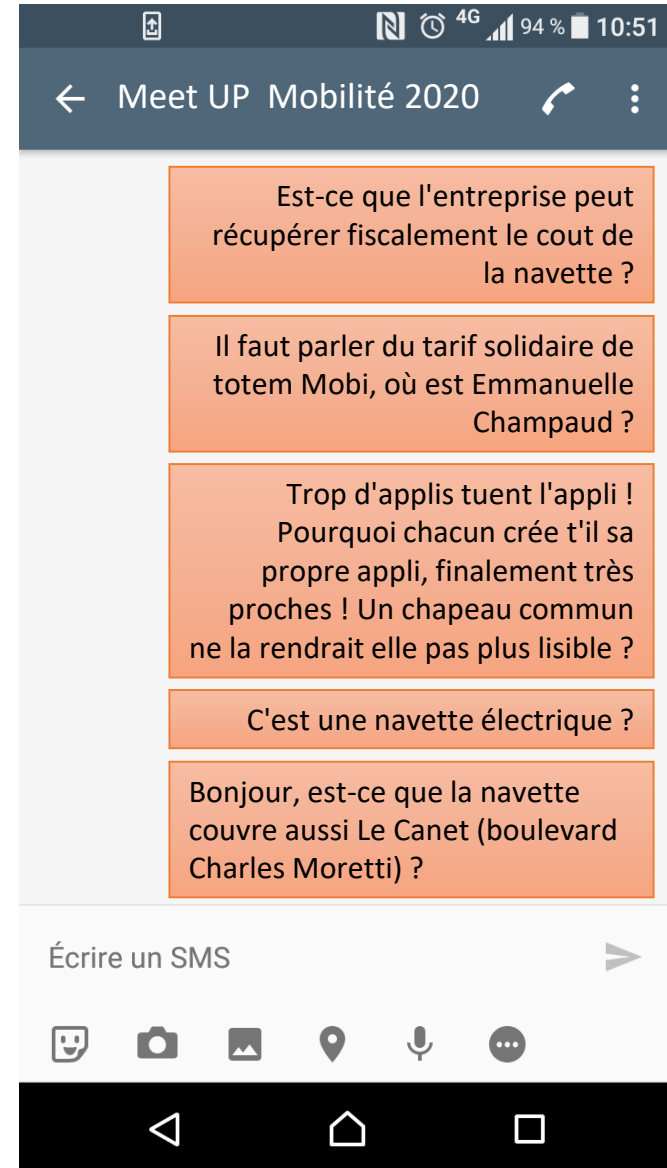 4G 94 % 10:51
Meet UP Mobilité 2020
Est-ce que l'entreprise peut
récupérer fiscalement le cout de
la navette ?
Il faut parler du tarif solidaire de
totem Mobi, où est Emmanuelle
Champaud ?
Trop d'applis tuent l'appli !
Pourquoi chacun crée t'il sa
propre appli, finalement très
proches ! Un chapeau commun
ne la rendrait elle pas plus lisible ?
C'est une navette électrique ?
Bonjour, est-ce que la navette
couvre aussi Le Canet (boulevard
Charles Moretti) ?
Écrire un SMS